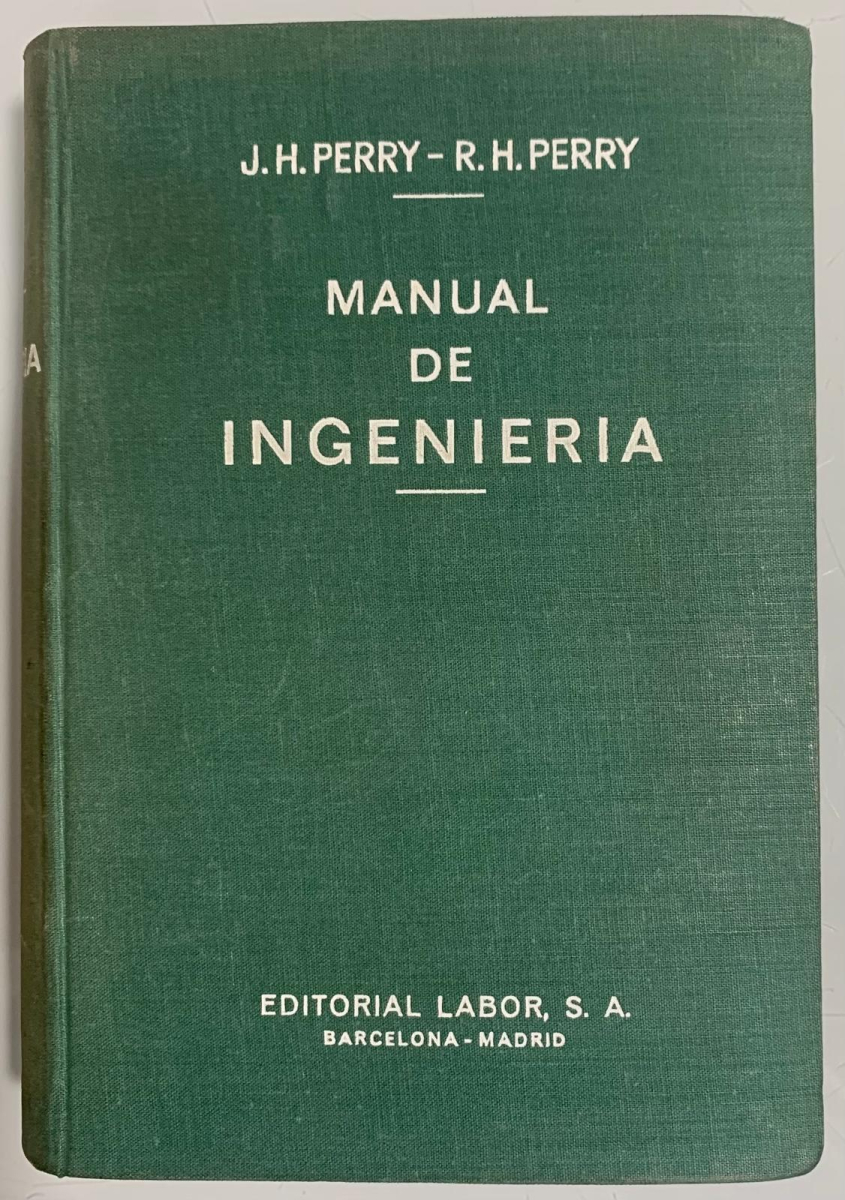 J. H. PERRY - R. H. PERRY
MANUAL
DE
INGENIERIA
EDITORIAL LABOR, S. A.
BARCELONA - MADRID